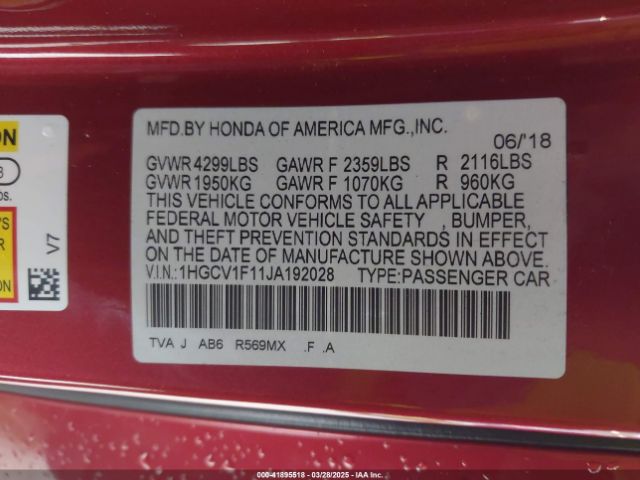 MFD.BY HONDA OF AMERICA MFG.,INC.
06/'18
GVWR 4299LBS GAWR F 2359LBS R 2116LBS
GVWR 1950KG GAWR F 1070KG R 960KG
THIS VEHICLE CONFORMS TO ALL APPLICABLE
FEDERAL MOTOR VEHICLE SAFETY , BUMPER,
AND THEFT PREVENTION STANDARDS IN EFFECT
ON THE DATE OF MANUFACTURE SHOWN ABOVE.
V.I.N.:1HGCV1F11JA192028 TYPE:PASSENGER CAR
TVA J AB6 R569MX .F .A
V7
000-41895518 - 03/28/2025 - IAA Inc.